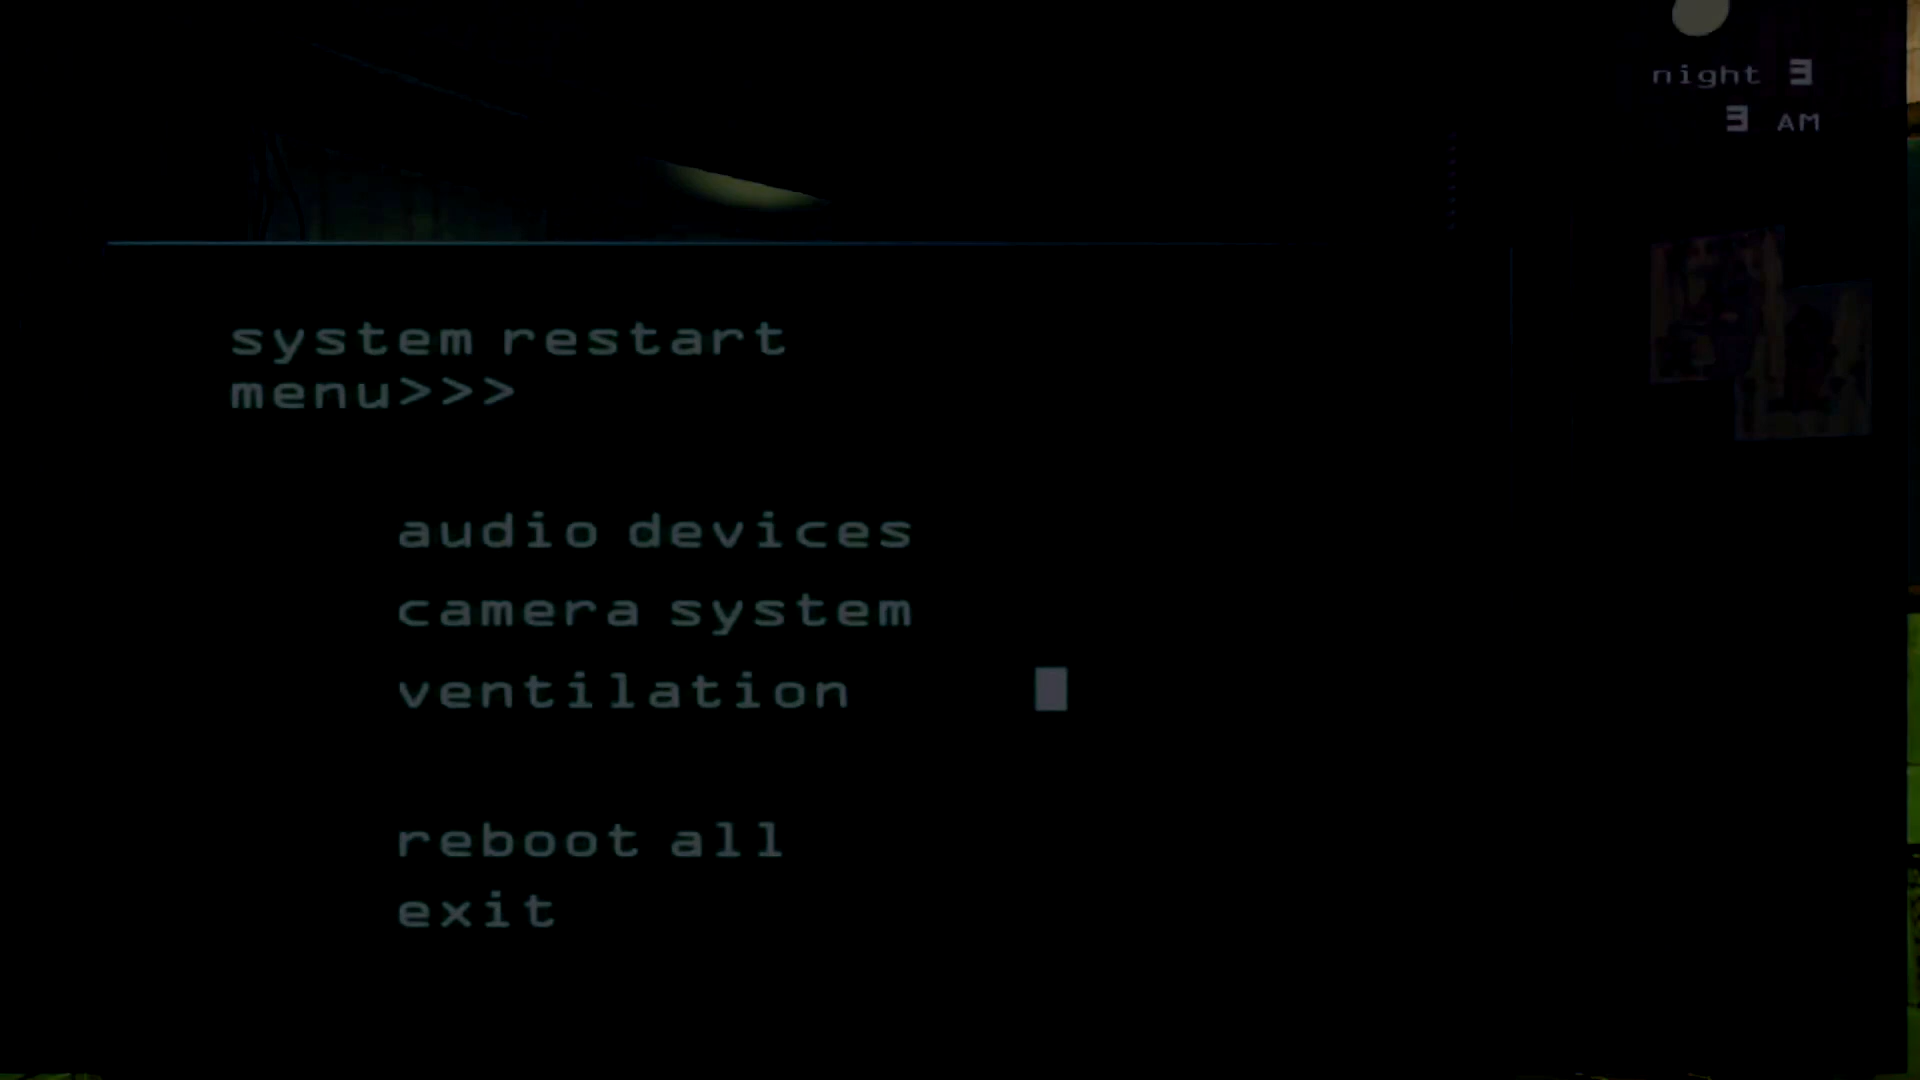 night 3
3 AM
system restart
menu>>>
audio devices
camera system
ventilation
reboot all
exit